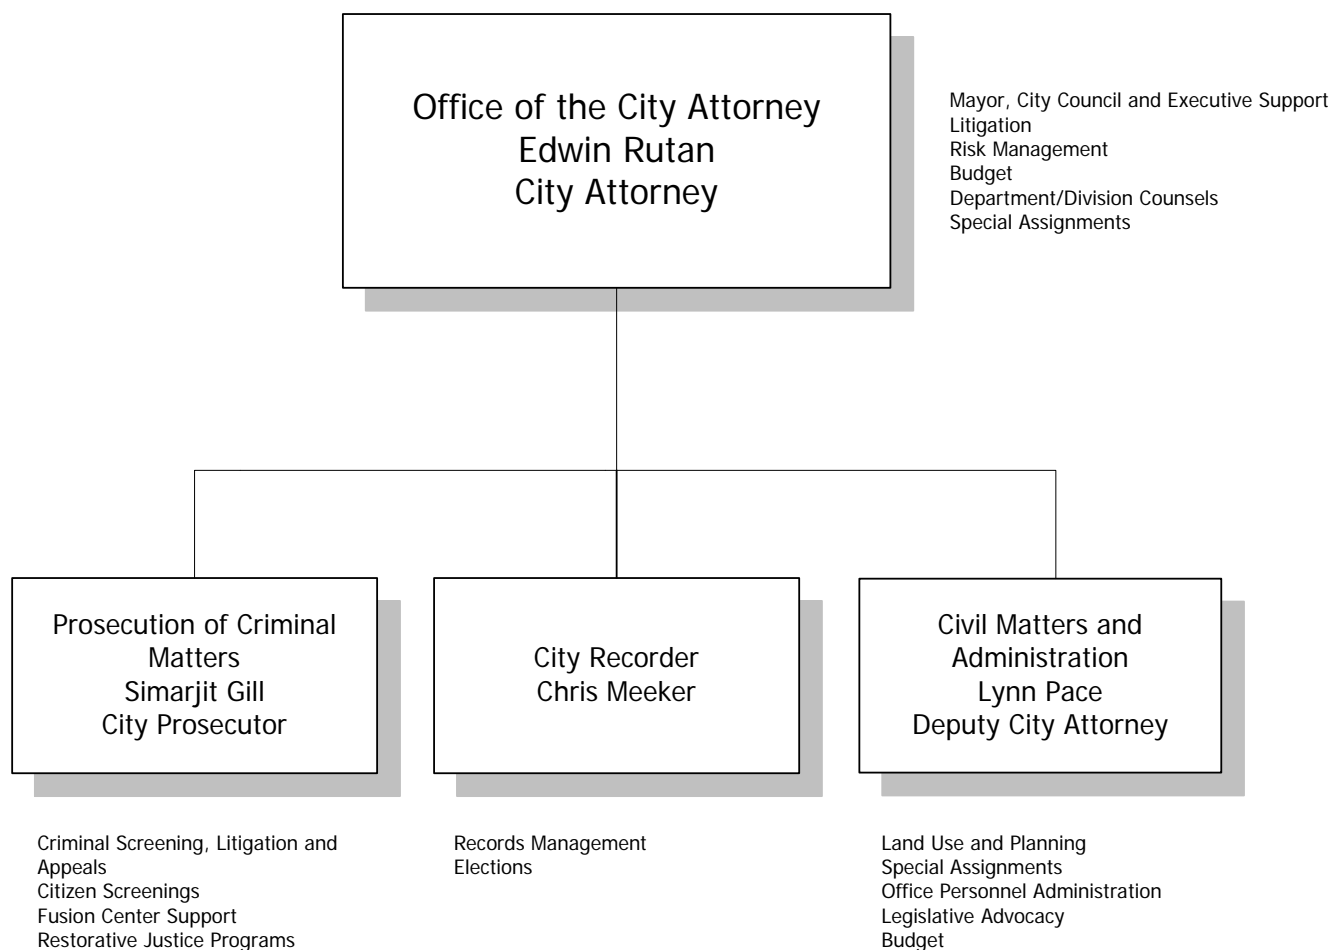 Office of the City Attorney
Edwin Rutan
City Attorney
Mayor, City Council and Executive Support
Litigation
Risk Management
Budget
Department/Division Counsels
Special Assignments
Prosecution of Criminal
Matters
Simarjit Gill
City Prosecutor
City Recorder
Chris Meeker
Civil Matters and
Administration
Lynn Pace
Deputy City Attorney
Criminal Screening, Litigation and
Appeals
Citizen Screenings
Fusion Center Support
Restorative Justice Programs
Records Management
Elections
Land Use and Planning
Special Assignments
Office Personnel Administration
Legislative Advocacy
Budget